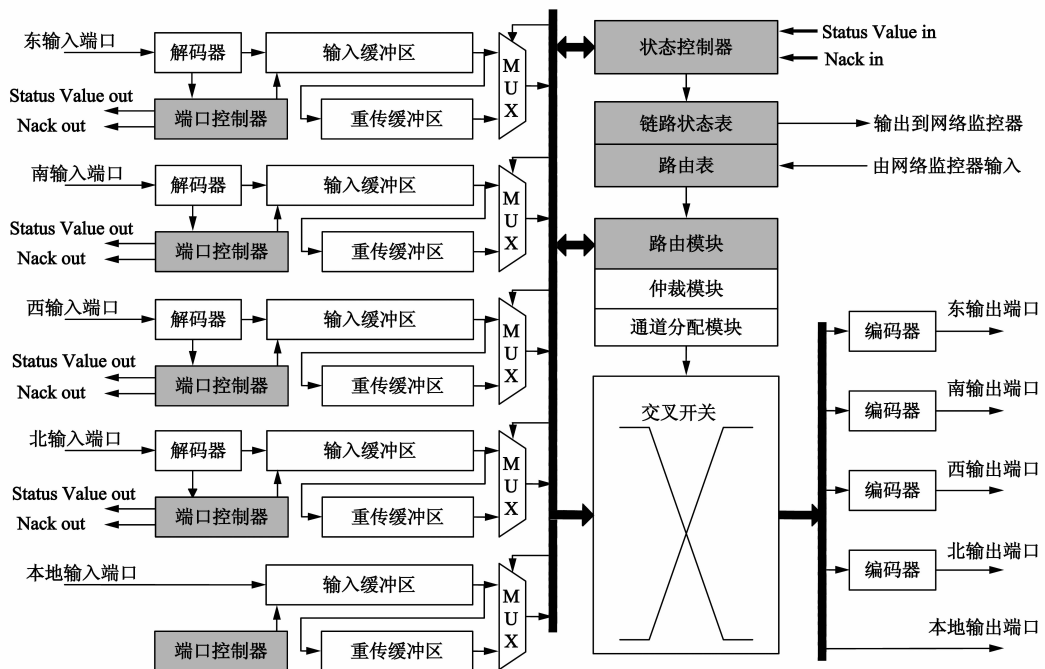 东输入端口
解码器
输入缓冲区
Status Value out
Nack out
端口控制器
重传缓冲区
MUX
南输入端口
解码器
输入缓冲区
Status Value out
Nack out
端口控制器
重传缓冲区
MUX
西输入端口
解码器
输入缓冲区
Status Value out
Nack out
端口控制器
重传缓冲区
MUX
北输入端口
解码器
输入缓冲区
Status Value out
Nack out
端口控制器
重传缓冲区
MUX
本地输入端口
输入缓冲区
端口控制器
重传缓冲区
MUX
状态控制器
Status Value in
Nack in
链路状态表
输出到网络监控器
路由表
由网络监控器输入
路由模块
仲裁模块
通道分配模块
交叉开关
编码器
东输出端口
编码器
南输出端口
编码器
西输出端口
编码器
北输出端口
本地输出端口